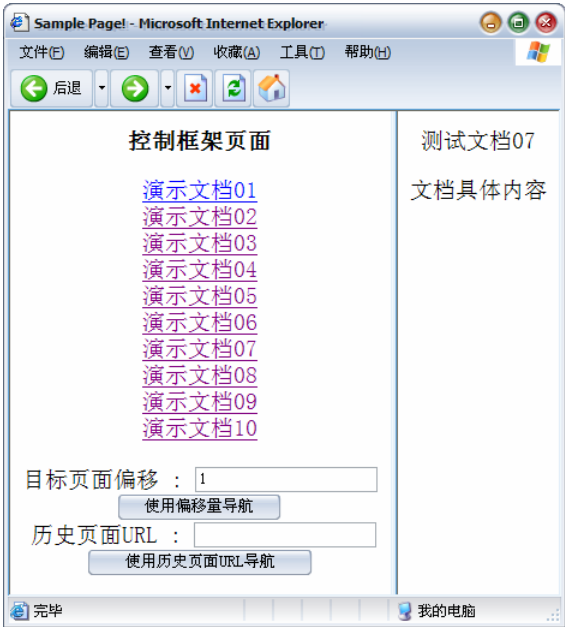 Sample Page! - Microsoft Internet Explorer
文件(F) 编辑(E) 查看(V) 收藏(A) 工具(T) 帮助(H)
后退
控制框架页面
演示文档01
演示文档02
演示文档03
演示文档04
演示文档05
演示文档06
演示文档07
演示文档08
演示文档09
演示文档10
目标页面偏移 : 1
使用偏移量导航
历史页面URL :
使用历史页面URL导航
测试文档07
文档具体内容
完毕
我的电脑